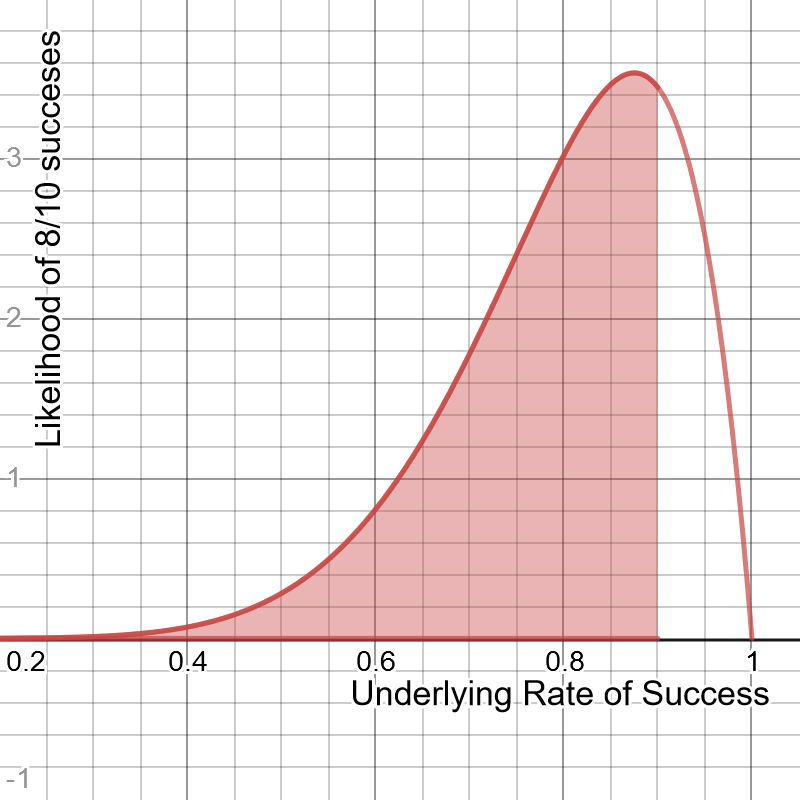 Likelihood of 8/10 succeses
3
2
1
0.2 0.4 0.6 0.8 1
Underlying Rate of Success
-1